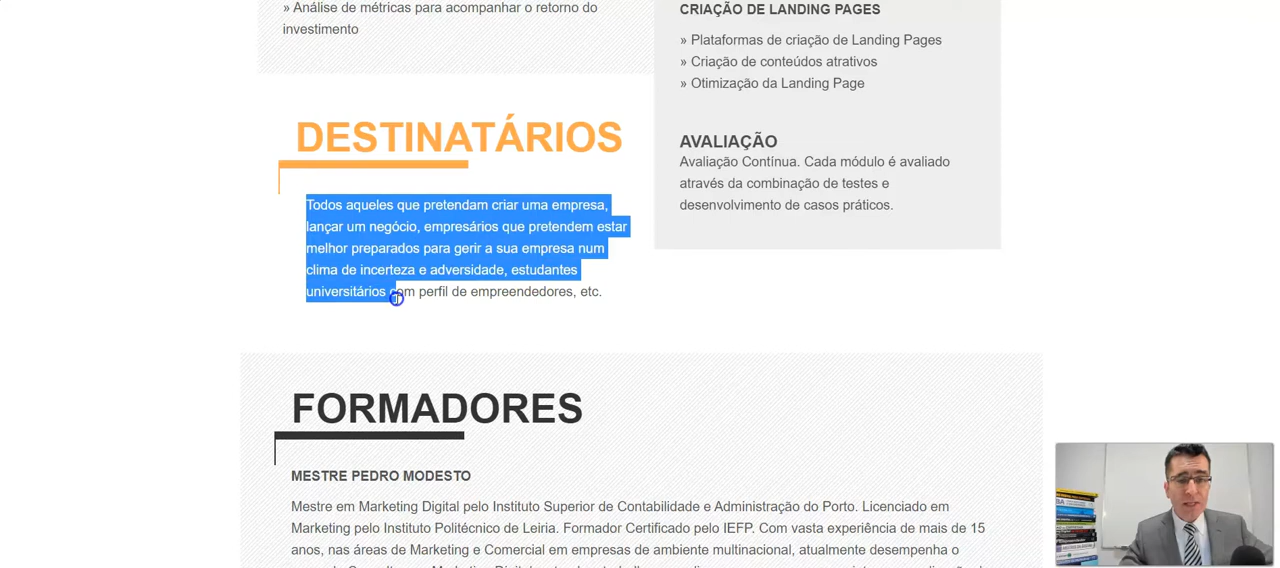 » Análise de métricas para acompanhar o retorno do
investimento
DESTINATÁRIOS
Todos aqueles que pretendam criar uma empresa,
lançar um negócio, empresários que pretendem estar
melhor preparados para gerir a sua empresa num
clima de incerteza e adversidade, estudantes
universitários com perfil de empreendedores, etc.
CRIAÇÃO DE LANDING PAGES
» Plataformas de criação de Landing Pages
» Criação de conteúdos atrativos
» Otimização da Landing Page
AVALIAÇÃO
Avaliação Contínua. Cada módulo é avaliado
através da combinação de testes e
desenvolvimento de casos práticos.
FORMADORES
MESTRE PEDRO MODESTO
Mestre em Marketing Digital pelo Instituto Superior de Contabilidade e Administração do Porto. Licenciado em
Marketing pelo Instituto Politécnico de Leiria. Formador Certificado pelo IEFP. Com vasta experiência de mais de 15
anos, nas áreas de Marketing e Comercial em empresas de ambiente multinacional, atualmente desempenha o